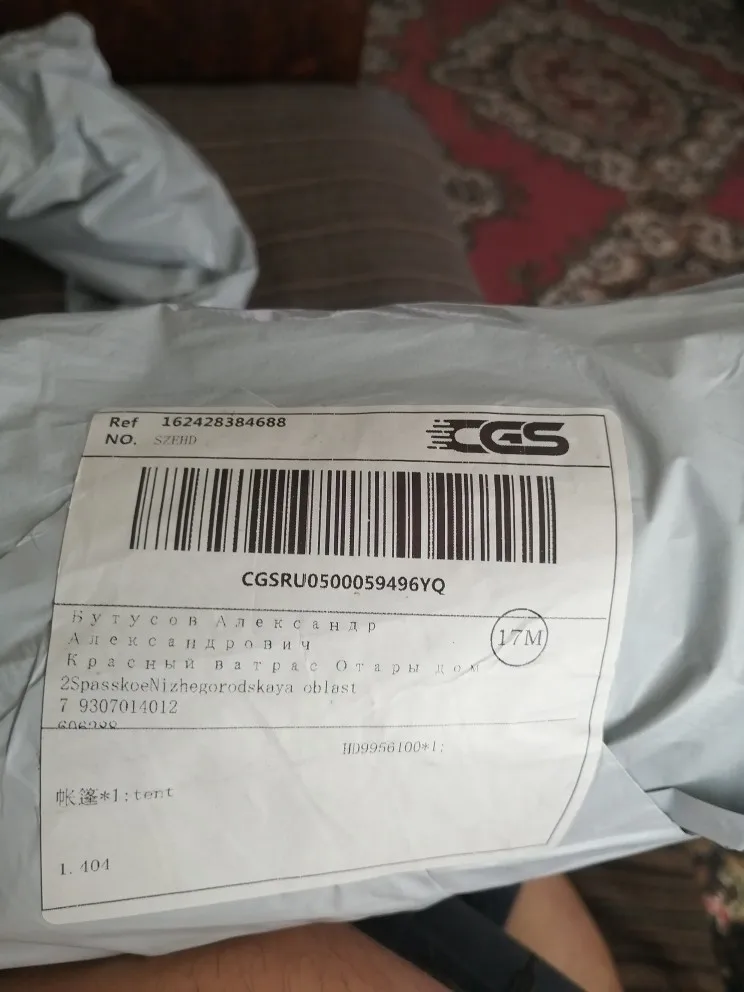 Ref 162428384688
NO. SZEHD
CGS
CGSRU0500059496YQ
Бутусов Александр
Александрович
17M
Красный ватрас Отары дом
2SpasskoeNizhegorodskaya oblast
7 9307014012
HD9956100*1;
帐篷*1;tent
1.404